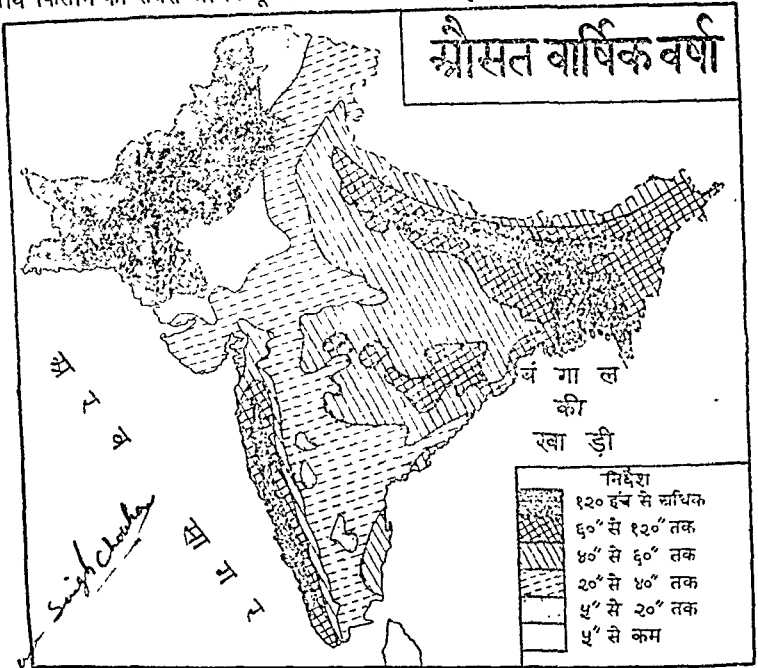 औसत वार्षिक वर्षा
अरब
सागर
बंगाल
की
खाड़ी
निर्देश
१२० इंच से अधिक
६०" से १२०" तक
४०" से ६०" तक
२०" से ४०" तक
५" से २०" तक
५" से कम
Singh Chouhan